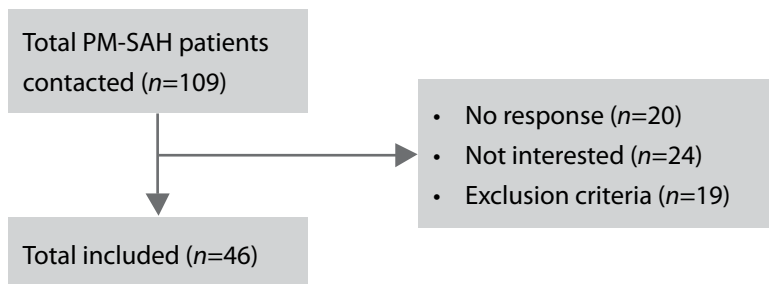 Total PM-SAH patients
contacted (n=109)
• No response (n=20)
• Not interested (n=24)
• Exclusion criteria (n=19)
Total included (n=46)